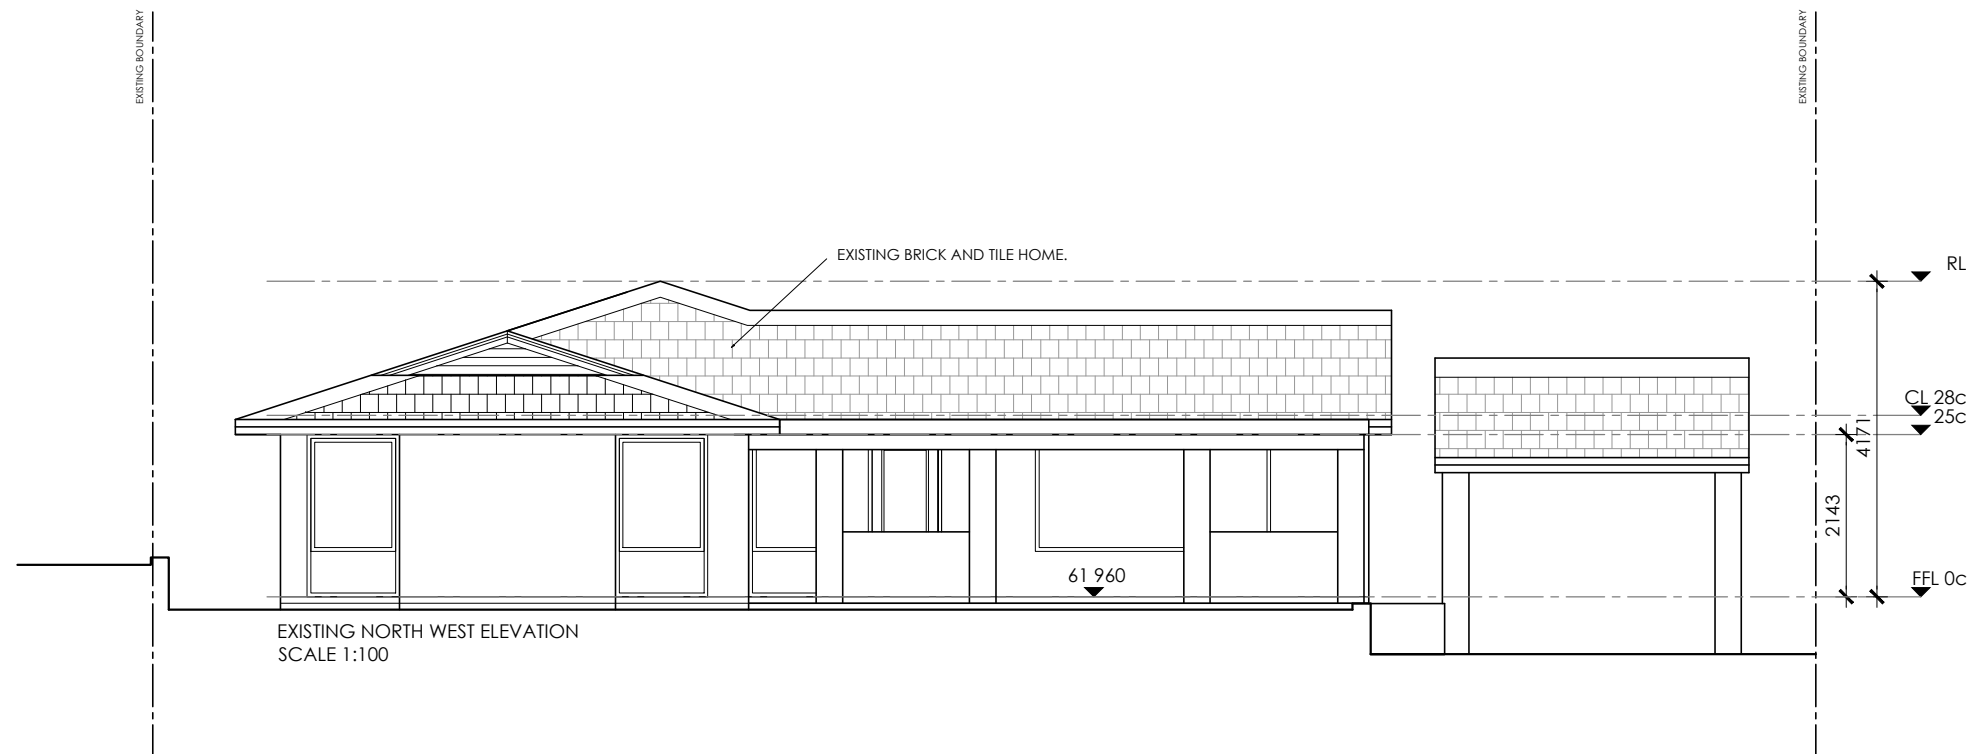 EXISTING BOUNDARY
EXISTING BOUNDARY
EXISTING BRICK AND TILE HOME.
RL
CL 28c
25c
4171
2143
61 960
FFL 0c
EXISTING NORTH WEST ELEVATION
SCALE 1:100